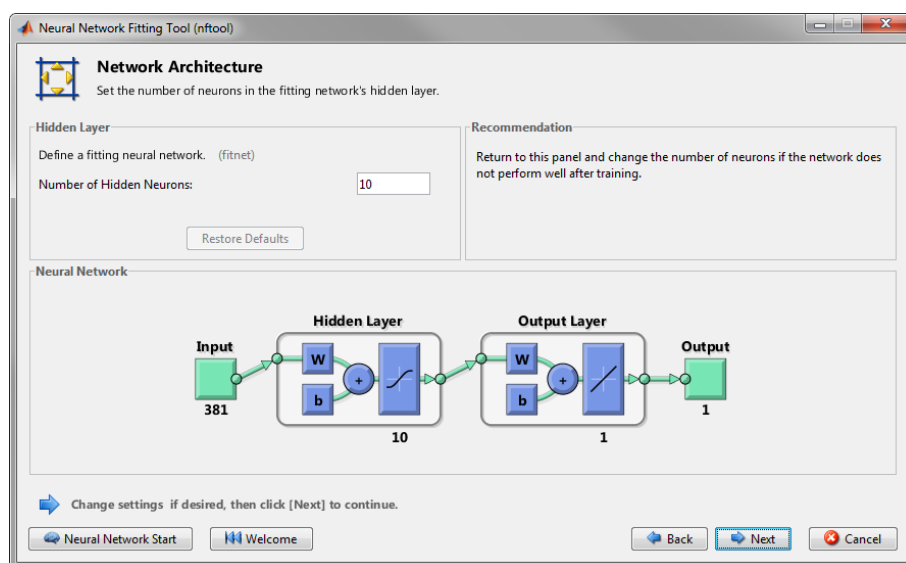 Neural Network Fitting Tool (nftool)
Network Architecture
Set the number of neurons in the fitting network's hidden layer.
Hidden Layer
Define a fitting neural network. (fitnet)
Number of Hidden Neurons: 10
Restore Defaults
Recommendation
Return to this panel and change the number of neurons if the network does
not perform well after training.
Neural Network
Hidden Layer
Output Layer
Input
W
b
+
W
b
+
Output
381
10
1
1
Change settings if desired, then click [Next] to continue.
Neural Network Start
Welcome
Back
Next
Cancel